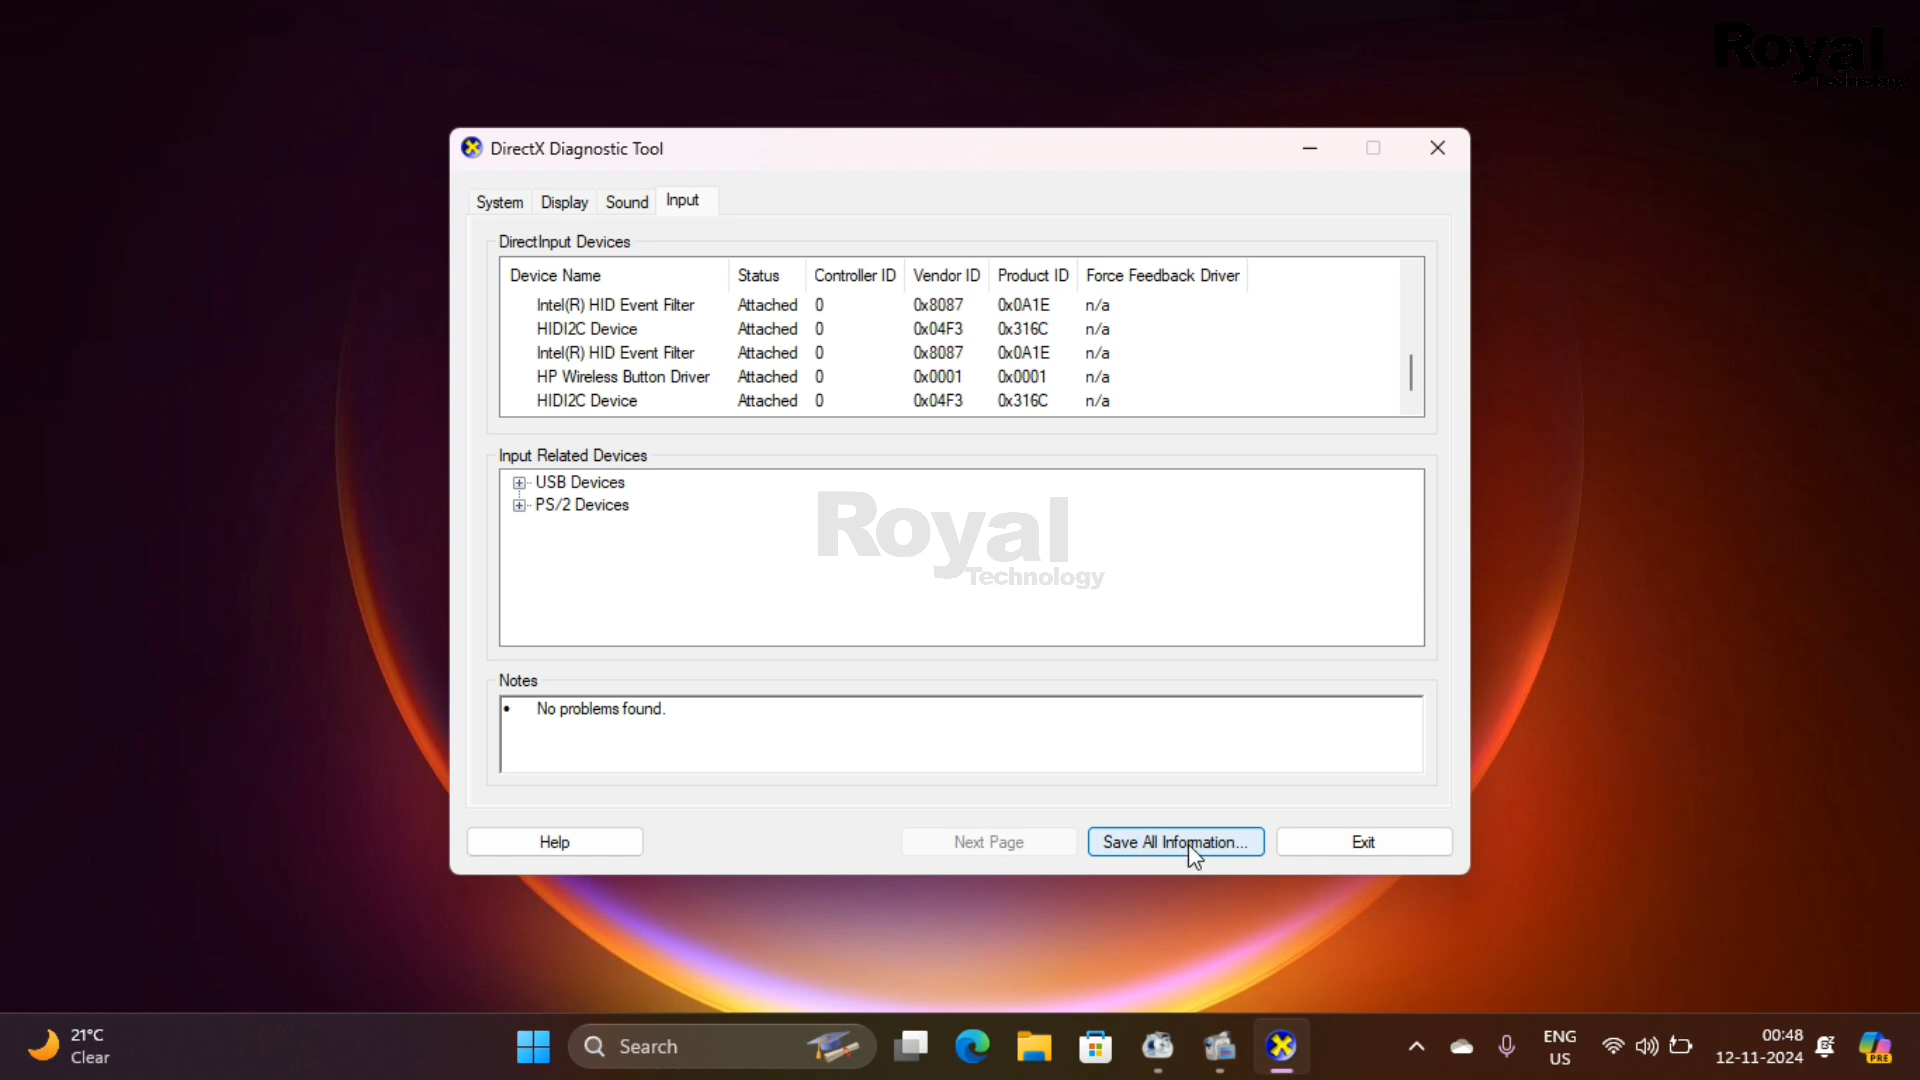 Royal
Technology
DirectX Diagnostic Tool
System Display Sound Input
DirectInput Devices
Device Name Status Controller ID Vendor ID Product ID Force Feedback Driver
Intel(R) HID Event Filter Attached 0 0x8087 0x0A1E n/a
HIDI2C Device Attached 0 0x04F3 0x316C n/a
Intel(R) HID Event Filter Attached 0 0x8087 0x0A1E n/a
HP Wireless Button Driver Attached 0 0x0001 0x0001 n/a
HIDI2C Device Attached 0 0x04F3 0x316C n/a
Input Related Devices
USB Devices
PS/2 Devices
Royal
Technology
Notes
• No problems found.
Help Next Page Save All Information... Exit
21°C
Clear
Search
ENG
US
00:48
12-11-2024
PRE